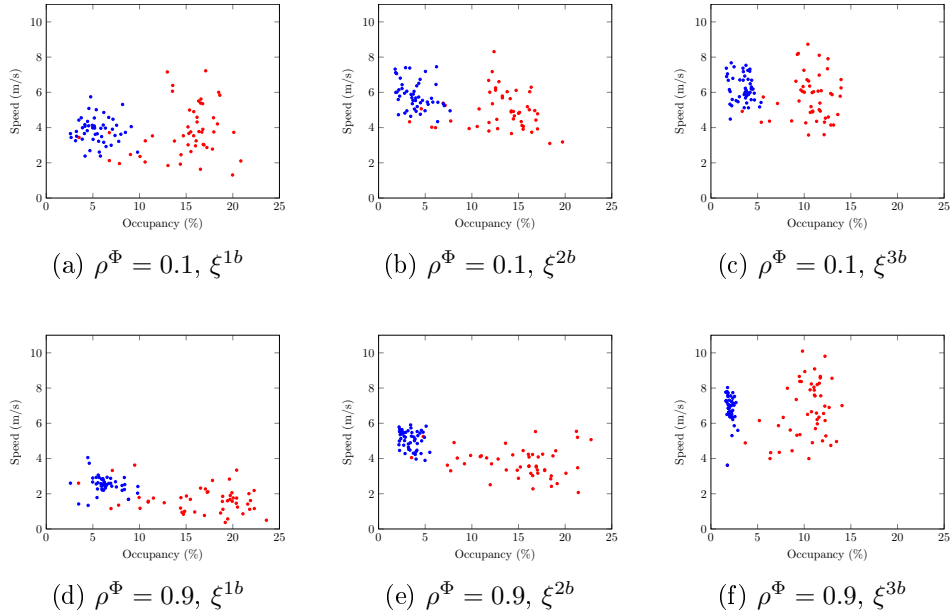 10
8
6
4
2
0
Speed (m/s)
0 5 10 15 20 25
Occupancy (%)
(a) ρ^Φ = 0.1, ξ^{1b}
10
8
6
4
2
0
Speed (m/s)
0 5 10 15 20 25
Occupancy (%)
(b) ρ^Φ = 0.1, ξ^{2b}
10
8
6
4
2
0
Speed (m/s)
0 5 10 15 20 25
Occupancy (%)
(c) ρ^Φ = 0.1, ξ^{3b}
10
8
6
4
2
0
Speed (m/s)
0 5 10 15 20 25
Occupancy (%)
(d) ρ^Φ = 0.9, ξ^{1b}
10
8
6
4
2
0
Speed (m/s)
0 5 10 15 20 25
Occupancy (%)
(e) ρ^Φ = 0.9, ξ^{2b}
10
8
6
4
2
0
Speed (m/s)
0 5 10 15 20 25
Occupancy (%)
(f) ρ^Φ = 0.9, ξ^{3b}